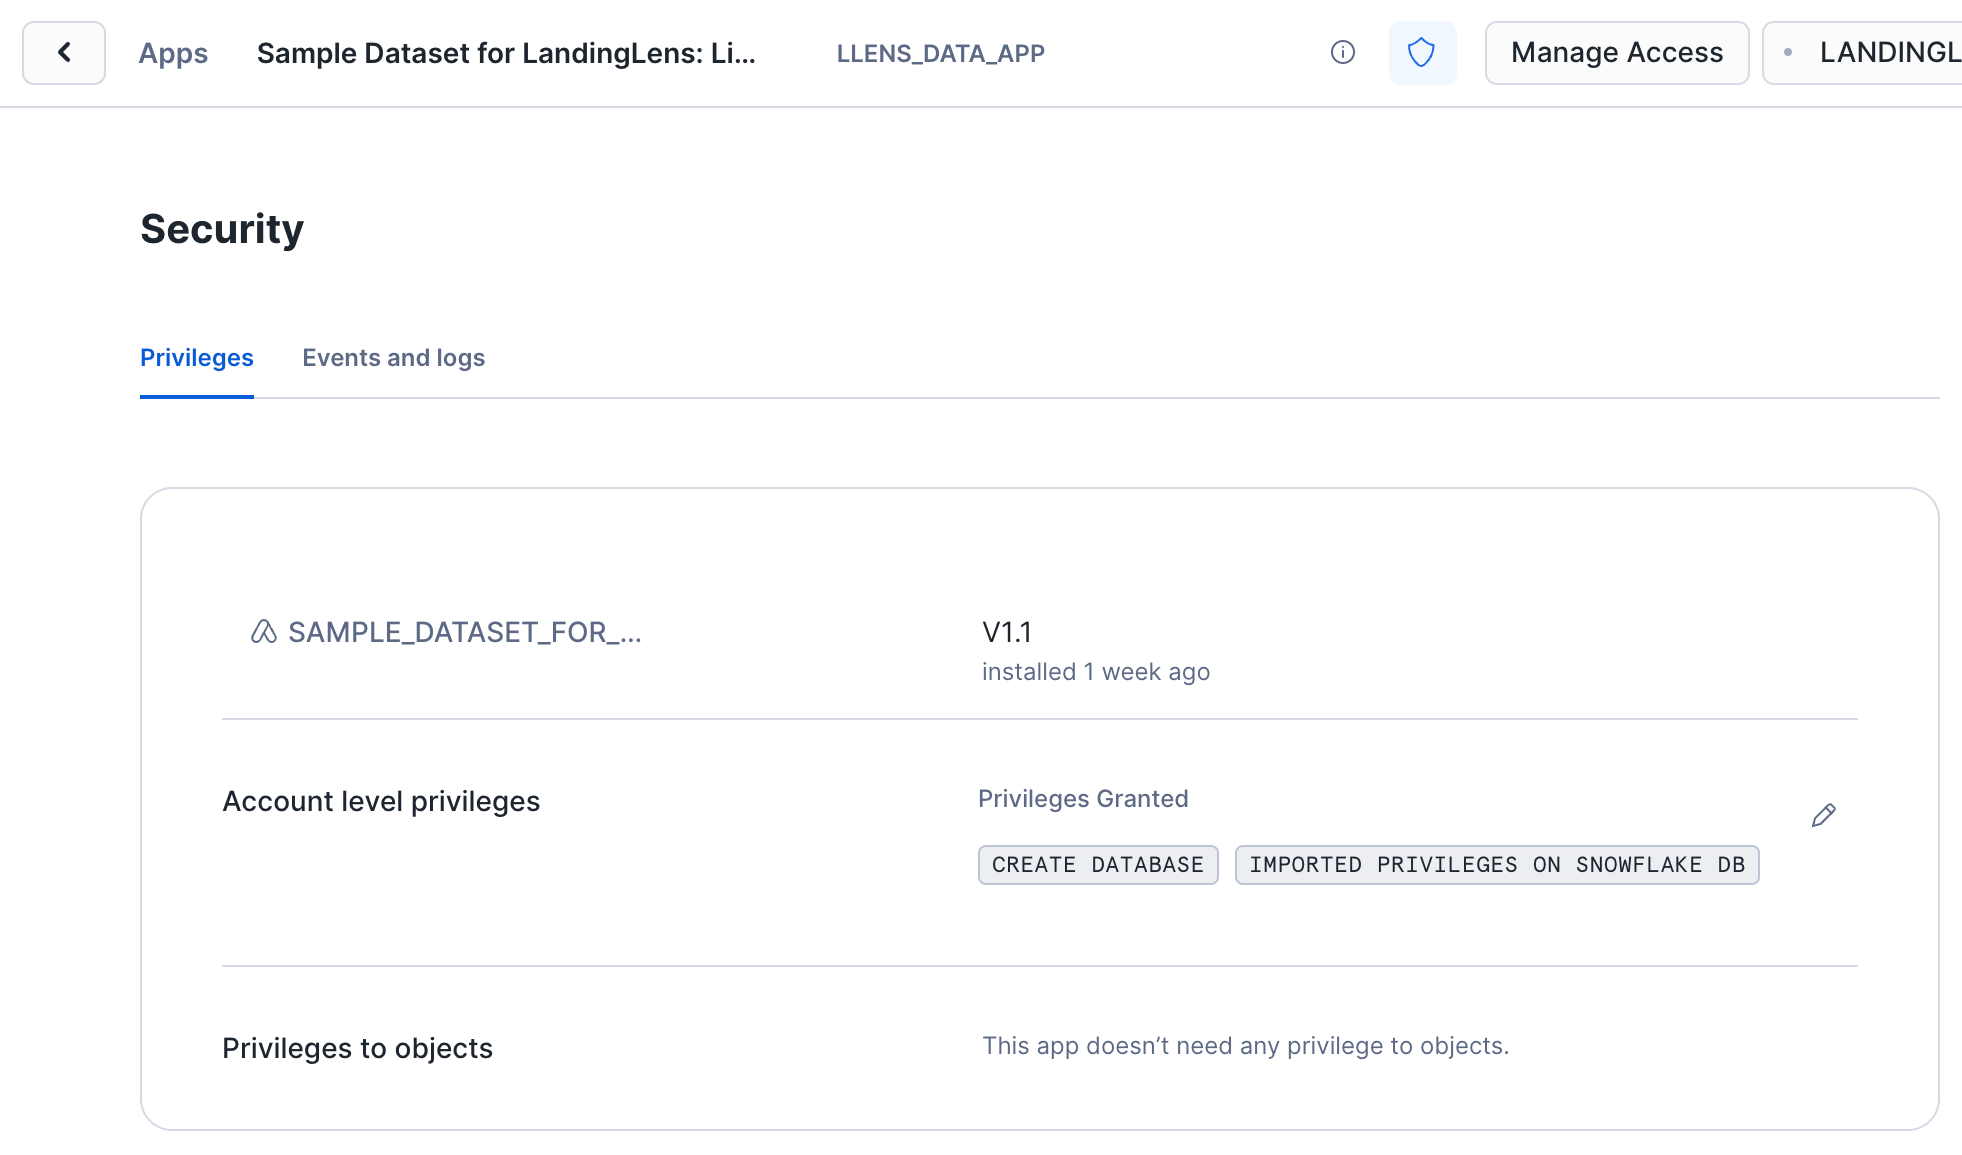 Apps Sample Dataset for LandingLens: Li... LLENS_DATA_APP Manage Access LANDINGL
Security
Privileges Events and logs
SAMPLE_DATASET_FOR_... V1.1
installed 1 week ago
Account level privileges Privileges Granted
CREATE DATABASE IMPORTED PRIVILEGES ON SNOWFLAKE DB
Privileges to objects This app doesn’t need any privilege to objects.